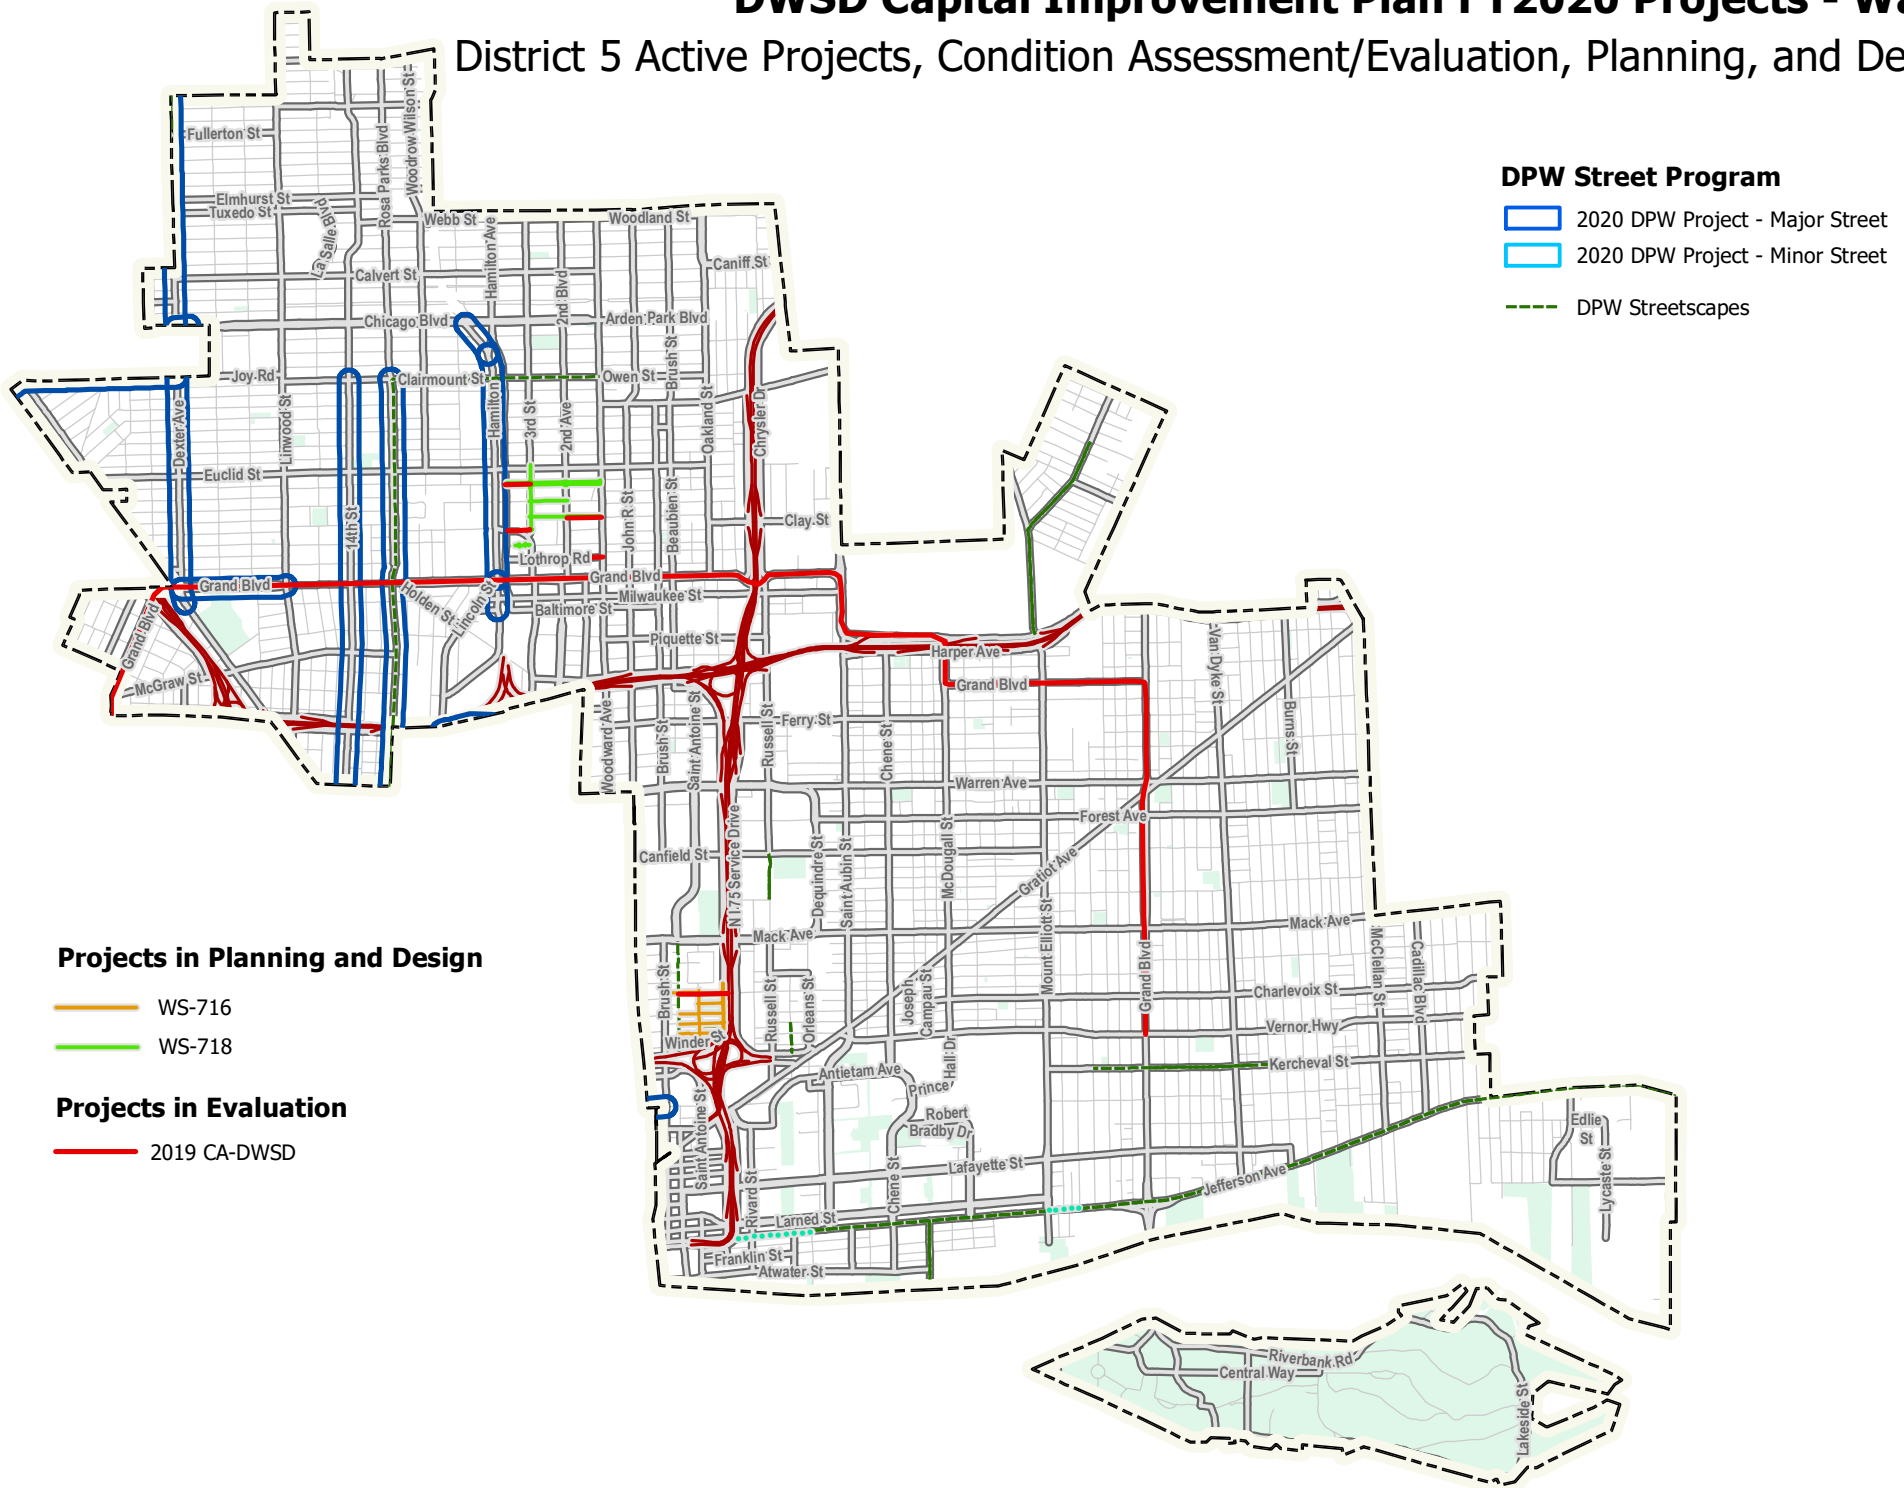 DWSD Capital Improvement Plan FY2020 Projects - Wa
District 5 Active Projects, Condition Assessment/Evaluation, Planning, and De
DPW Street Program
2020 DPW Project - Major Street
2020 DPW Project - Minor Street
DPW Streetscapes
Fullerton St
Rosa Parks Blvd
Woodrow Wilson St
Elmhurst St
Tuxedo St
La Salle Blvd
Webb St
Hamilton Ave
Woodland St
Calvert St
2nd Blvd
Caniff St
Chicago Blvd
Arden Park Blvd
Brush St
Joy Rd
Clairmount St
Owen St
Dexter Ave
Linwood St
Hamilton
3rd St
2nd Ave
Oakland St
Chrysler Dr
Euclid St
14th St
John R St
Beaubien St
Clay St
Lothrop Rd
Grand Blvd
Grand Blvd
Holden St
Lincoln St
Milwaukee St
Baltimore St
Grand Blvd
Piquette St
Harper Ave
McGraw St
Grand Blvd
Van Dyke St
Burns St
Woodward Ave
Brush St
Saint Antoine St
Russell St
Ferry St
Chene St
Warren Ave
Forest Ave
N I 75 Service Drive
Canfield St
Dequindre St
Saint Aubin St
McDougall St
Gratiot Ave
Mount Elliott St
Mack Ave
Mack Ave
McClellan St
Cadillac Blvd
Grand Blvd
Brush St
Russell St
Orleans St
Joseph
Campau St
Charlevoix St
Winder St
Vernor Hwy
Antietam Ave
Hall Dr
Prince
Kercheval St
Saint Antoine St
Robert
Bradby Dr
Edlie
St
Lycaste St
Chene St
Lafayette St
Jefferson Ave
Rivard St
Larned St
Franklin St
Atwater St
Riverbank Rd
Central Way
Lakeside St
Projects in Planning and Design
WS-716
WS-718
Projects in Evaluation
2019 CA-DWSD